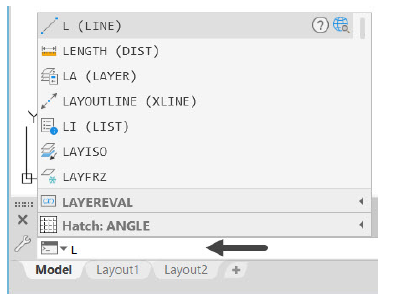 L (LINE)
LENGTH (DIST)
LA (LAYER)
LAYOUTLINE (XLINE)
LI (LIST)
LAYISO
LAYFRZ
LAYEREVAL
Hatch: ANGLE
Y
L
Model Layout1 Layout2 +